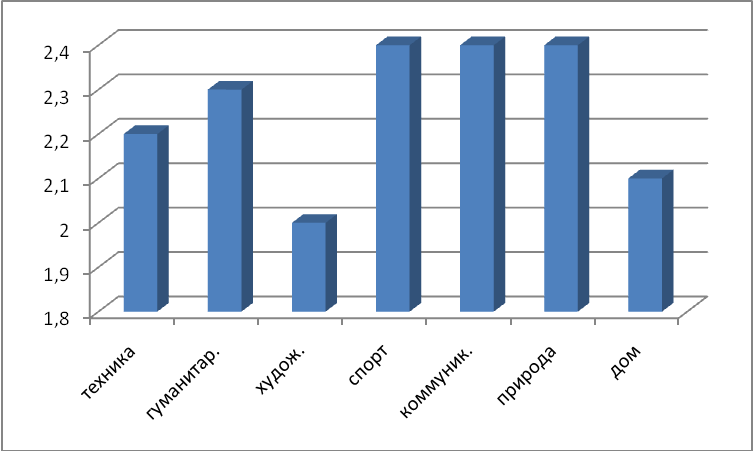 2,4
2,3
2,2
2,1
2
1,9
1,8
техника
гуманитар.
худож.
спорт
коммуник.
природа
дом